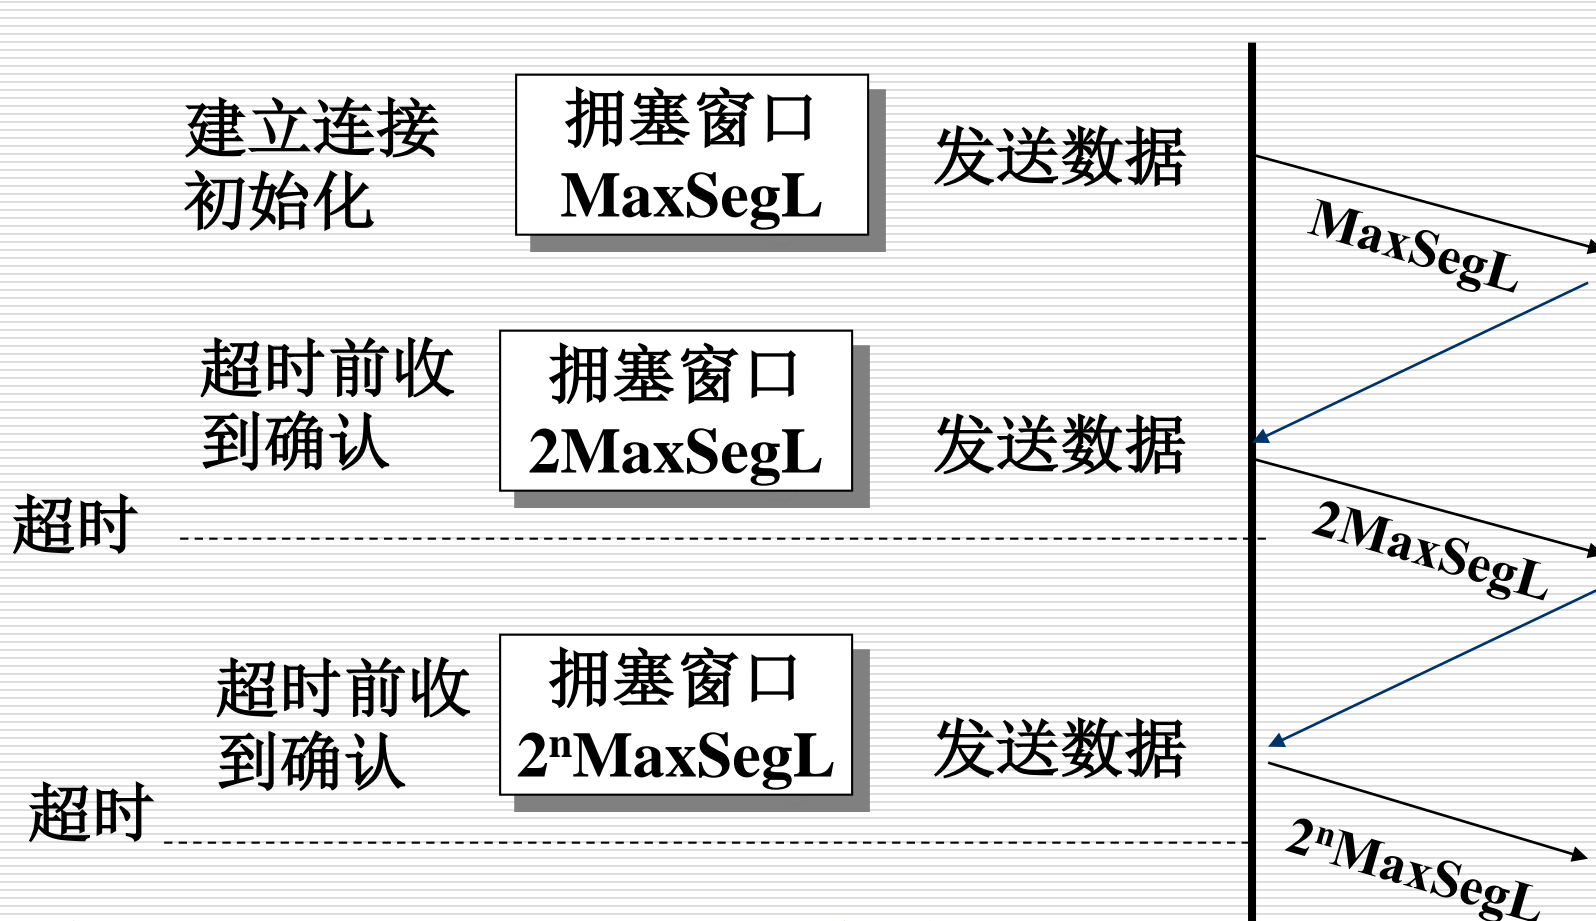 建立连接
初始化
拥塞窗口
MaxSegL
发送数据
MaxSegL
超时前收
到确认
拥塞窗口
2MaxSegL
发送数据
超时
2MaxSegL
超时前收
到确认
拥塞窗口
2ⁿMaxSegL
发送数据
超时
2ⁿMaxSegL